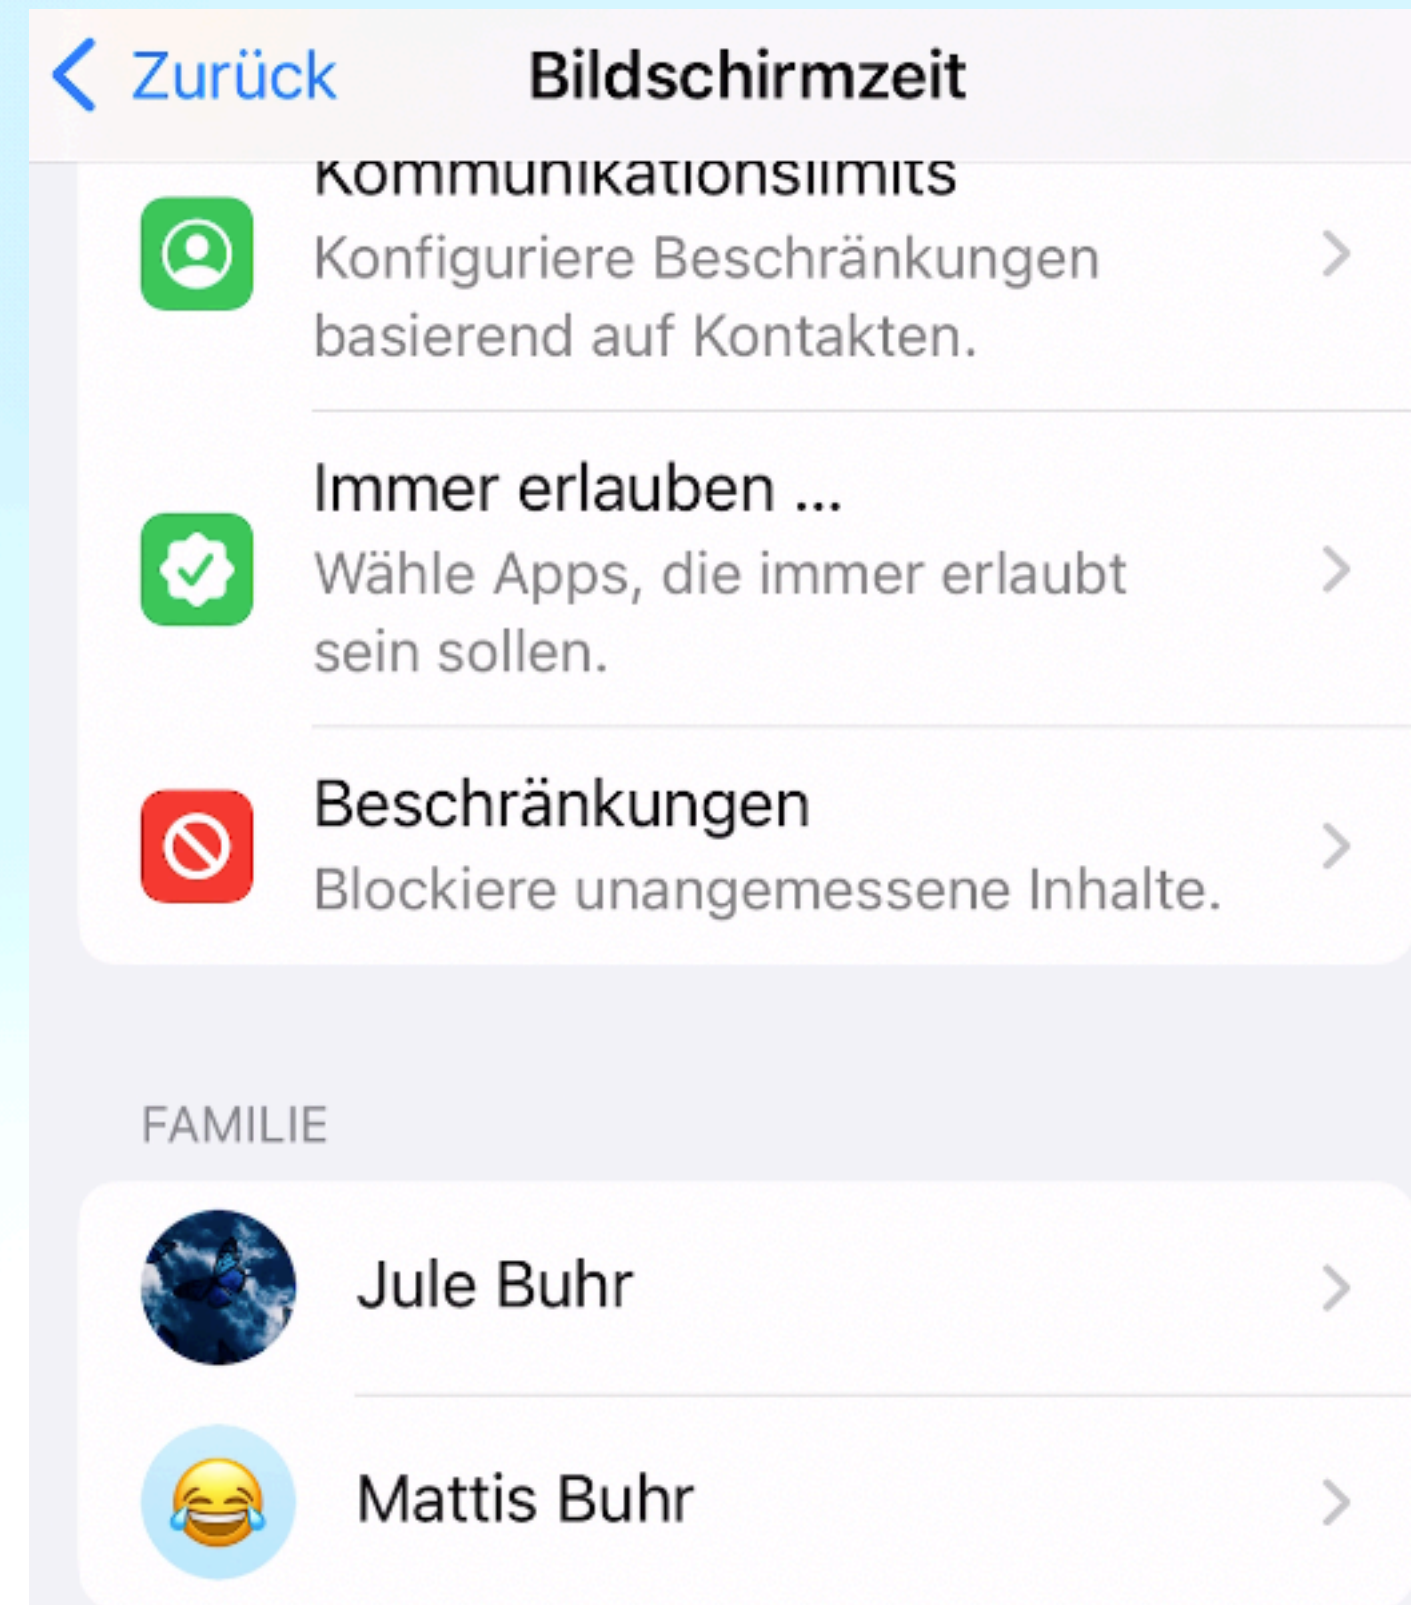 Zurück
Bildschirmzeit
Kommunikationslimits
Konfiguriere Beschränkungen
basierend auf Kontakten.
Immer erlauben ...
Wähle Apps, die immer erlaubt
sein sollen.
Beschränkungen
Blockiere unangemessene Inhalte.
FAMILIE
Jule Buhr
Mattis Buhr